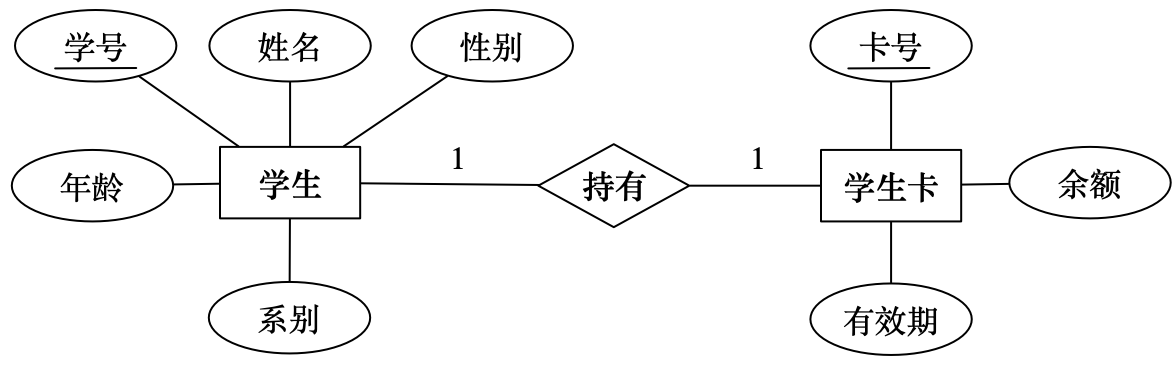 学号
姓名
性别
卡号
年龄
学生
1
持有
1
学生卡
余额
系别
有效期